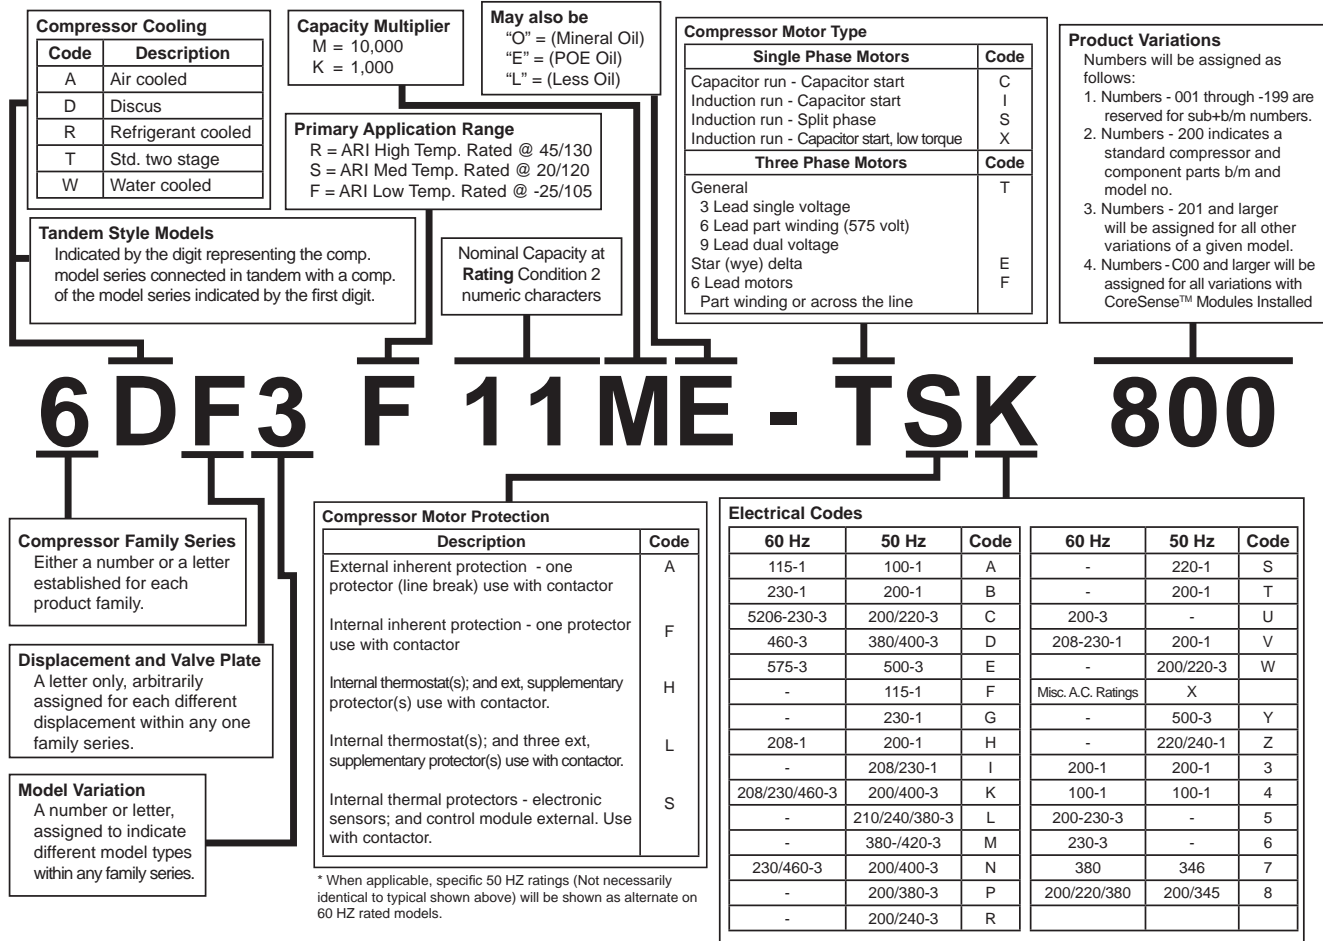 Compressor Cooling
Code Description
A Air cooled
D Discus
R Refrigerant cooled
T Std. two stage
W Water cooled
Capacity Multiplier
M = 10,000
K = 1,000
May also be
“O” = (Mineral Oil)
“E” = (POE Oil)
“L” = (Less Oil)
Primary Application Range
R = ARI High Temp. Rated @ 45/130
S = ARI Med Temp. Rated @ 20/120
F = ARI Low Temp. Rated @ -25/105
Tandem Style Models
Indicated by the digit representing the comp.
model series connected in tandem with a comp.
of the model series indicated by the first digit.
Nominal Capacity at
Rating Condition 2
numeric characters
Compressor Motor Type
Single Phase Motors Code
Capacitor run - Capacitor start C
Induction run - Capacitor start I
Induction run - Split phase S
Induction run - Capacitor start, low torque X
Three Phase Motors Code
General T
3 Lead single voltage
6 Lead part winding (575 volt)
9 Lead dual voltage
Star (wye) delta E
6 Lead motors F
Part winding or across the line
Product Variations
Numbers will be assigned as
follows:
1. Numbers - 001 through -199 are
reserved for sub+b/m numbers.
2. Numbers - 200 indicates a
standard compressor and
component parts b/m and
model no.
3. Numbers - 201 and larger
will be assigned for all other
variations of a given model.
4. Numbers - C00 and larger will be
assigned for all variations with
CoreSense™ Modules Installed
6 D F 3 F 1 1 M E - T S K 800
Compressor Family Series
Either a number or a letter
established for each
product family.
Displacement and Valve Plate
A letter only, arbitrarily
assigned for each different
displacement within any one
family series.
Model Variation
A number or letter,
assigned to indicate
different model types
within any family series.
Compressor Motor Protection
Description Code
External inherent protection - one A
protector (line break) use with contactor
Internal inherent protection - one protector F
use with contactor
Internal thermostat(s); and ext, supplementary H
protector(s) use with contactor.
Internal thermostat(s); and three ext, L
supplementary protector(s) use with contactor.
Internal thermal protectors - electronic S
sensors; and control module external. Use
with contactor.
* When applicable, specific 50 HZ ratings (Not necessarily
identical to typical shown above) will be shown as alternate on
60 HZ rated models.
Electrical Codes
60 Hz 50 Hz Code 60 Hz 50 Hz Code
115-1 100-1 A - 220-1 S
230-1 200-1 B - 200-1 T
5206-230-3 200/220-3 C 200-3 - U
460-3 380/400-3 D 208-230-1 200-1 V
575-3 500-3 E - 200/220-3 W
- 115-1 F Misc. A.C. Ratings X
- 230-1 G - 500-3 Y
208-1 200-1 H - 220/240-1 Z
- 208/230-1 I 200-1 200-1 3
208/230/460-3 200/400-3 K 100-1 100-1 4
- 210/240/380-3 L 200-230-3 - 5
- 380-/420-3 M 230-3 - 6
230/460-3 200/400-3 N 380 346 7
- 200/380-3 P 200/220/380 200/345 8
- 200/240-3 R